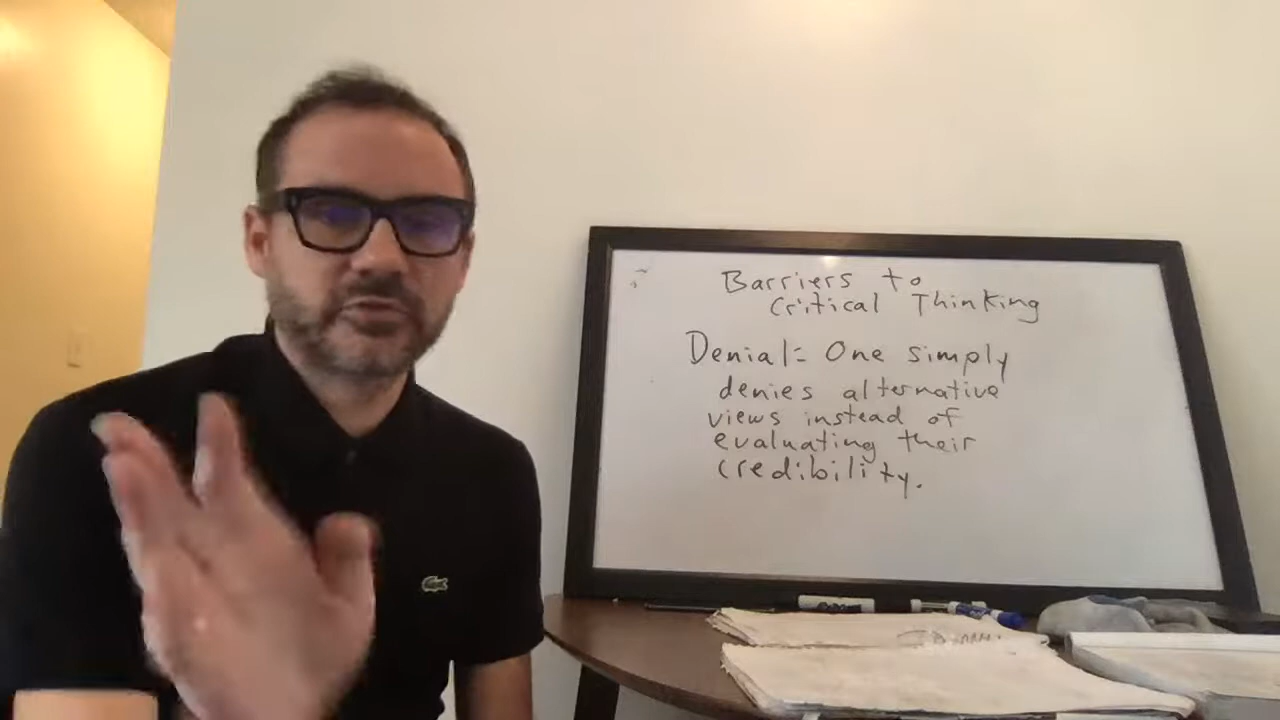 Barriers to
Critical Thinking
Denial= One simply
denies alternative
views instead of
evaluating their
credibility.